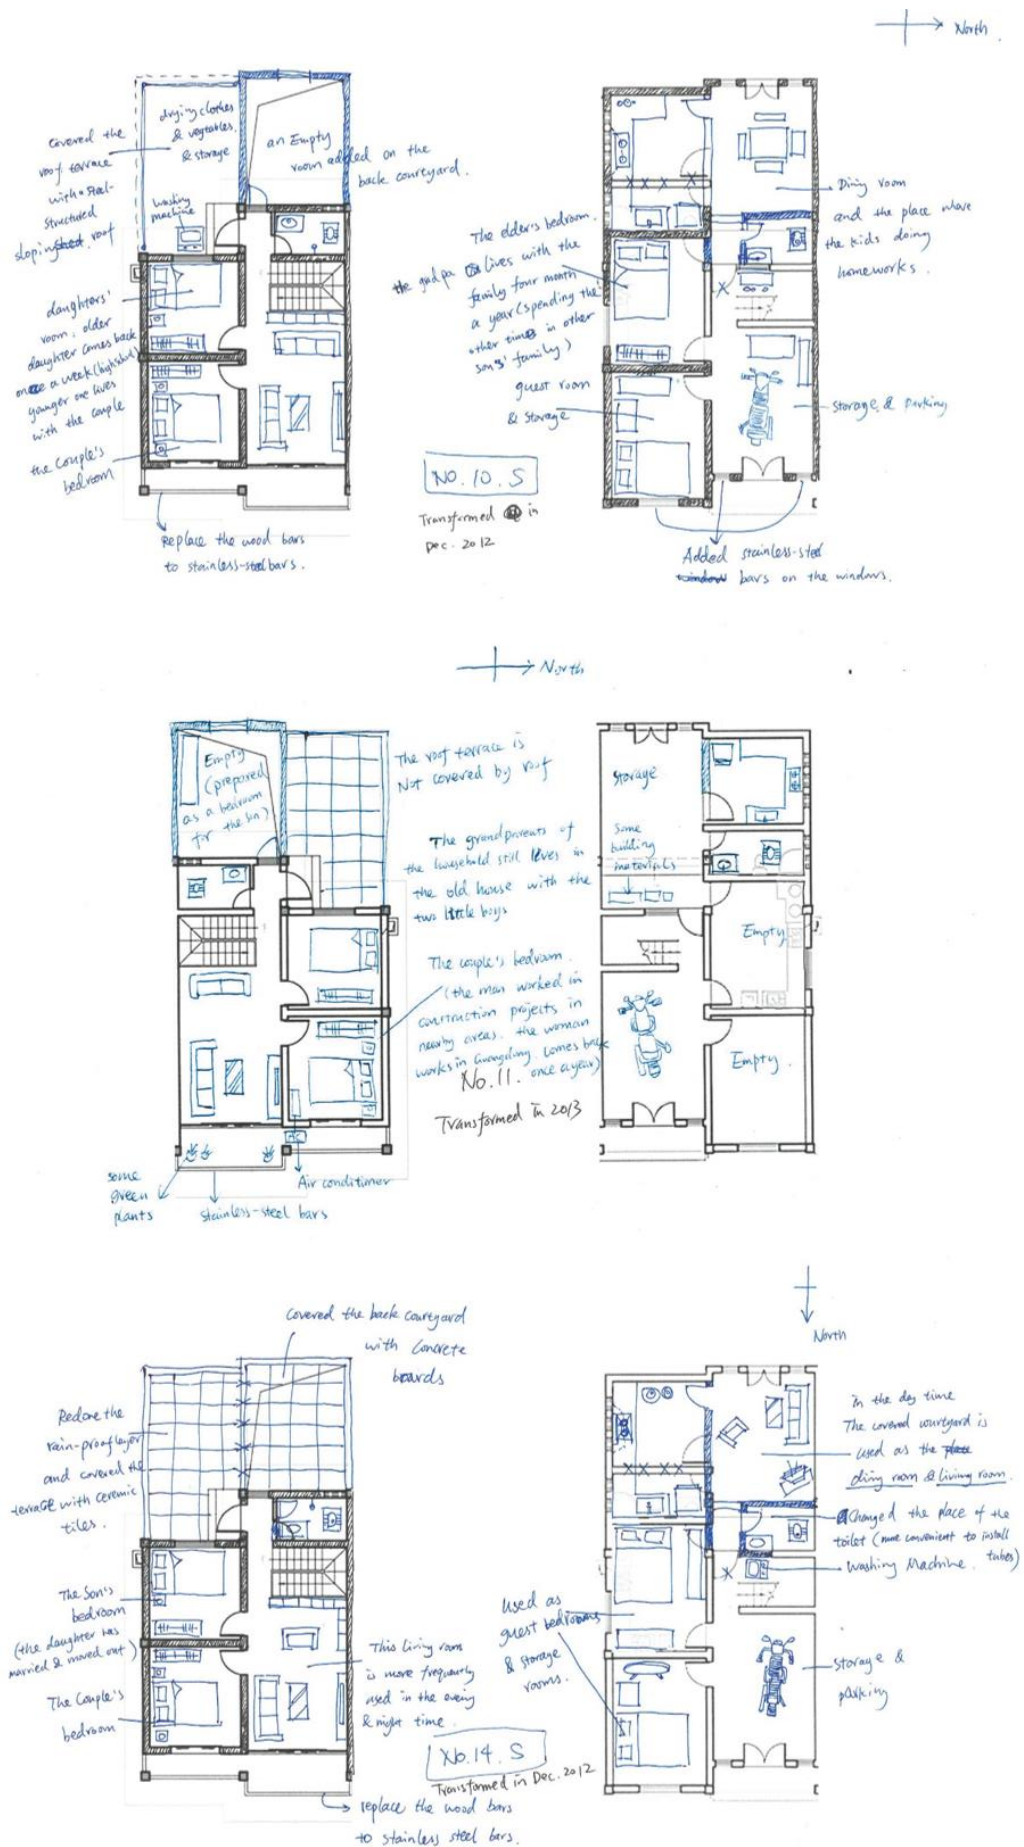 North.
Covered the
roof terrace
with a steel-
structured
sloping roof
drying clothes
& vegetables.
& storage
washing
machine
an Empty
room added on the
back courtyard.
daughters'
room: older
daughter comes back
once a week (highschool)
younger one lives
with the couple
the Couple's
bedroom
Replace the wood bars
to stainless-steel bars.
The elder's bedroom.
the gradpa lives with the
family four month
a year (spending the
other times in other
sons' family)
guest room
& storage
No. 10. S
Transformed in
Dec. 2012
Dinig room
and the place where
the kids doing
homeworks.
Storage & parking
Added stainless-steel
bars on the windows.
North
Empty
(prepared
as a bedroom
for the son)
The roof terrace is
Not covered by roof
The grandparents of
the household still lives in
the old house with the
two little boys
The couple's bedroom.
(the man worked in
construction projects in
nearby areas. the woman
works in Guangdong. Comes back
once a year)
No. 11.
Transformed in 2013
some
green
plants
Stainless-steel bars
AC
Air conditioner
Storage
Some
building
materials
Empty
Empty.
North
Covered the back courtyard
with Concrete
boards
Redone the
rain-proof layer
and covered the
terrace with ceramic
tiles.
The Son's
bedroom
(the daughter has
married & moved out)
The Couple's
bedroom
This living room
is more frequently
used in the evening
& night time.
No. 14. S
Transformed in Dec. 2012
replace the wood bars
to stainless steel bars.
in the day time
The covered courtyard is
used as the
dinig room & living room.
Changed the place of the
toilet (more convenient to install
tubes)
Washing Machine.
used as
guest bedrooms
& storage
rooms.
Storage &
parking